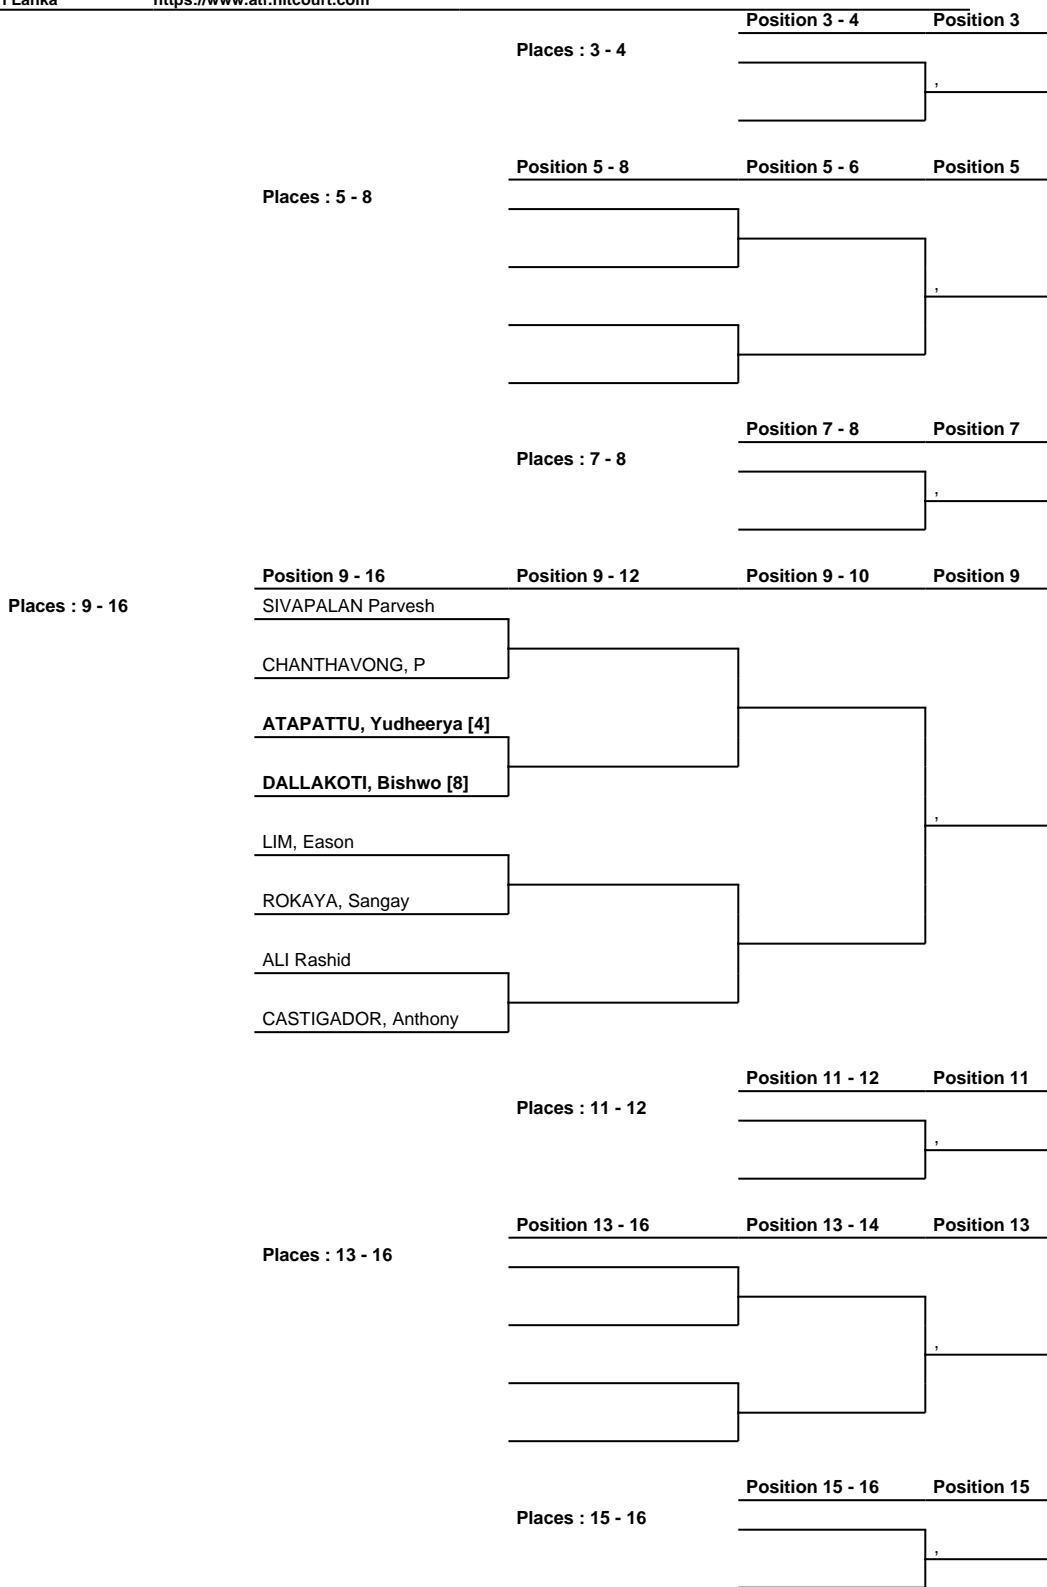 i Lanka https://www.atf.hitcourt.com
Position 3 - 4 Position 3
Places : 3 - 4
,
Position 5 - 8 Position 5 - 6 Position 5
Places : 5 - 8
,
Position 7 - 8 Position 7
Places : 7 - 8
,
Position 9 - 16 Position 9 - 12 Position 9 - 10 Position 9
Places : 9 - 16 SIVAPALAN Parvesh
CHANTHAVONG, P
ATAPATTU, Yudheerya [4]
DALLAKOTI, Bishwo [8]
,
LIM, Eason
ROKAYA, Sangay
ALI Rashid
CASTIGADOR, Anthony
Position 11 - 12 Position 11
Places : 11 - 12
,
Position 13 - 16 Position 13 - 14 Position 13
Places : 13 - 16
,
Position 15 - 16 Position 15
Places : 15 - 16
,